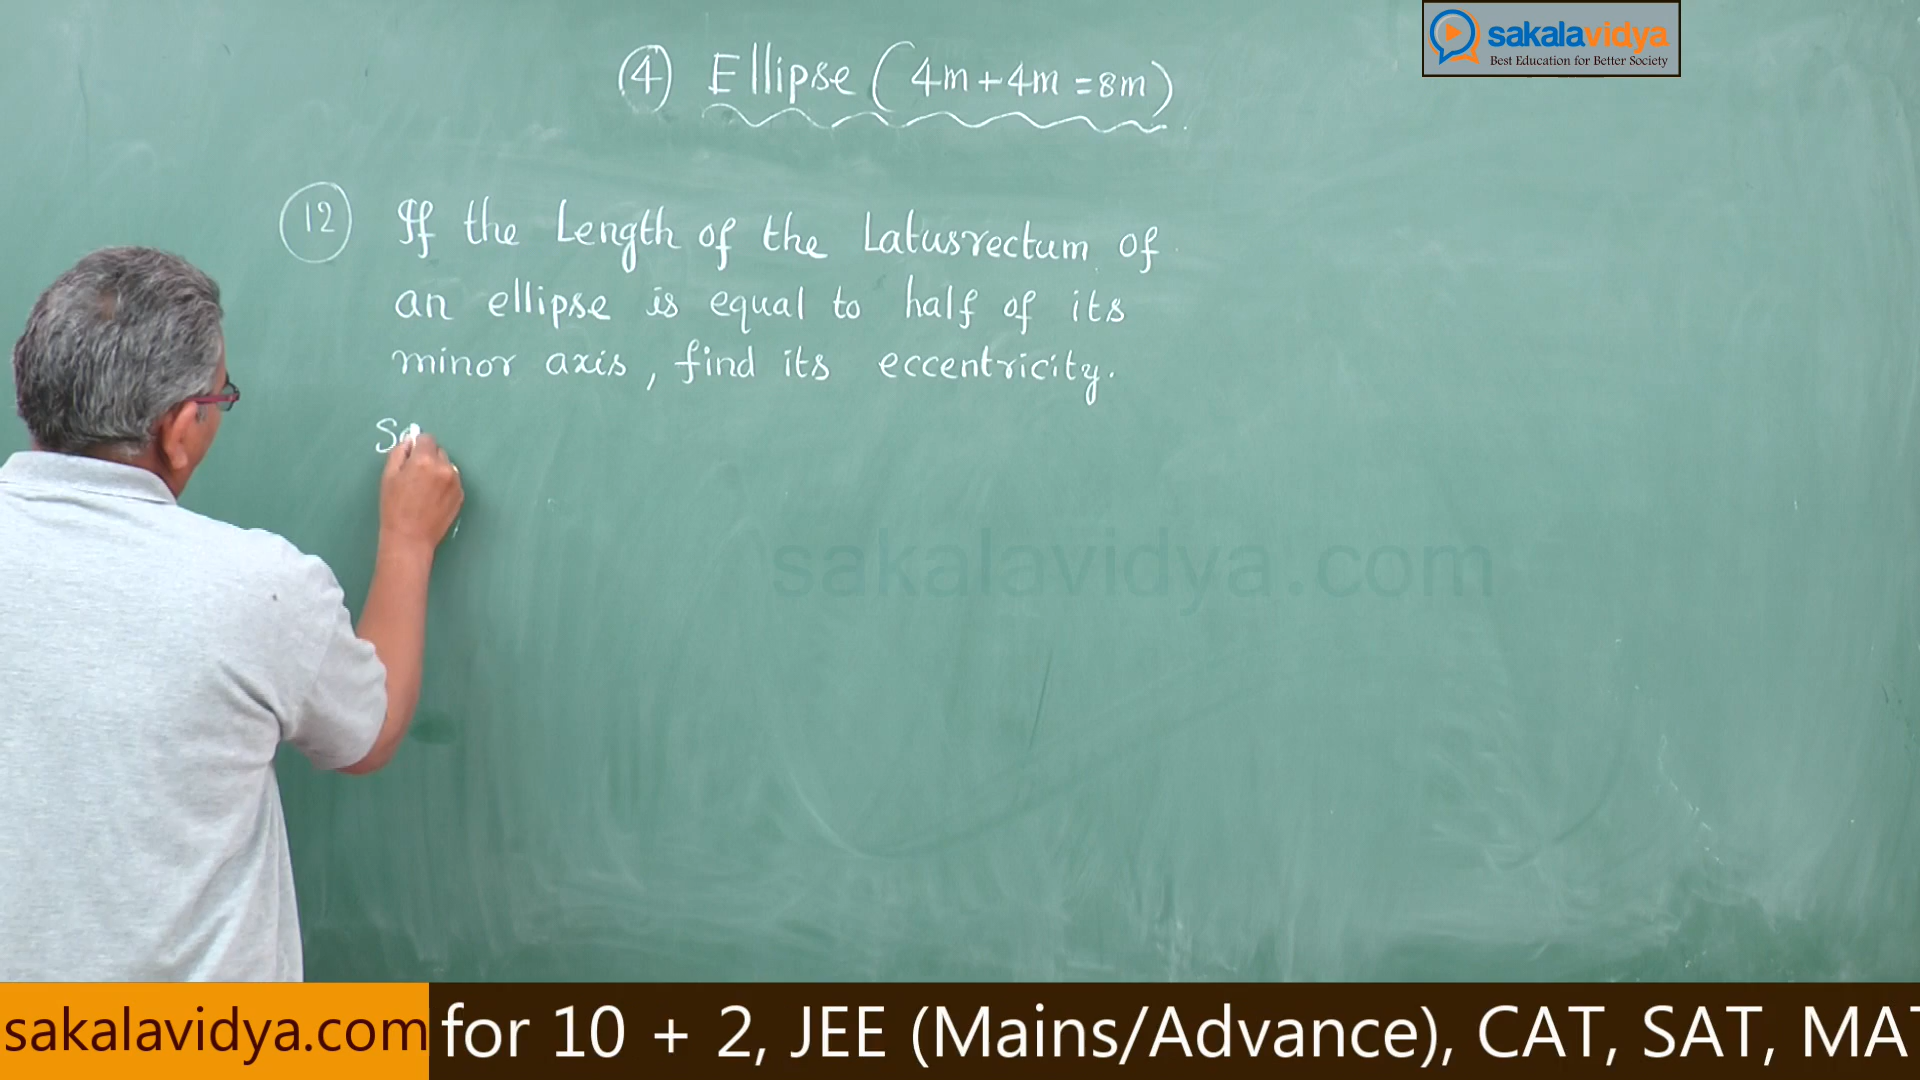 sakalavidya
Best Education for Better Society
(4) Ellipse (4m+4m=8m)
(12) If the Length of the Latusrectum of
an ellipse is equal to half of its
minor axis, find its eccentricity.
So
sakalavidya.com
sakalavidya.com for 10 + 2, JEE (Mains/Advance), CAT, SAT, MAT